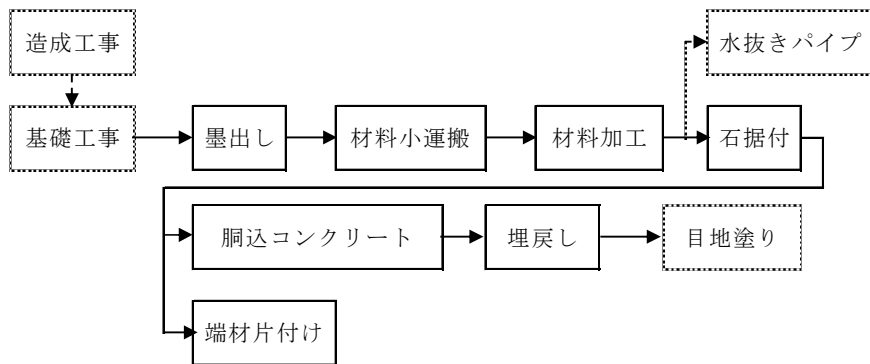 造成工事
水抜きパイプ
基礎工事
墨出し
材料小運搬
材料加工
石据付
胴込コンクリート
埋戻し
目地塗り
端材片付け